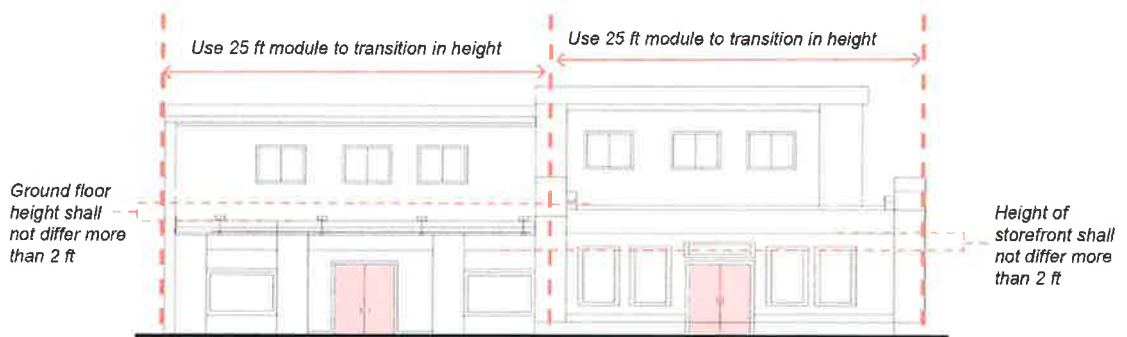 Use 25 ft module to transition in height
Use 25 ft module to transition in height
Ground floor
height shall
not differ more
than 2 ft
Height of
storefront shall
not differ more
than 2 ft